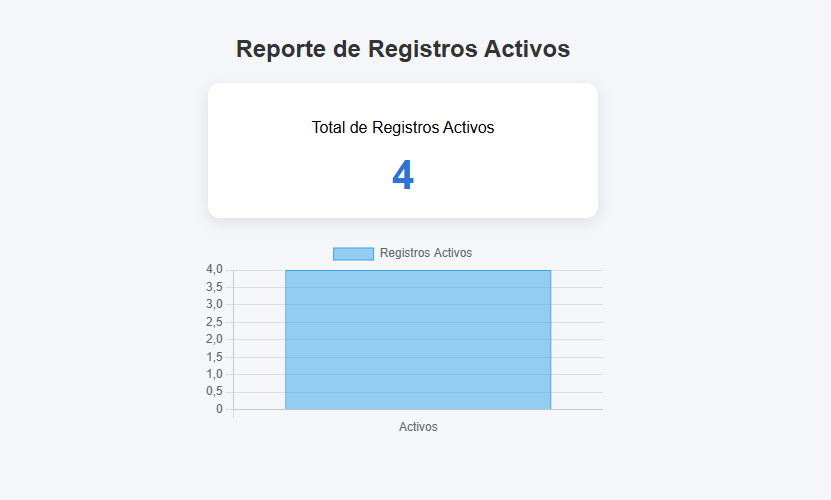 Reporte de Registros Activos
Total de Registros Activos
4
Registros Activos
4,0
3,5
3,0
2,5
2,0
1,5
1,0
0,5
0
Activos